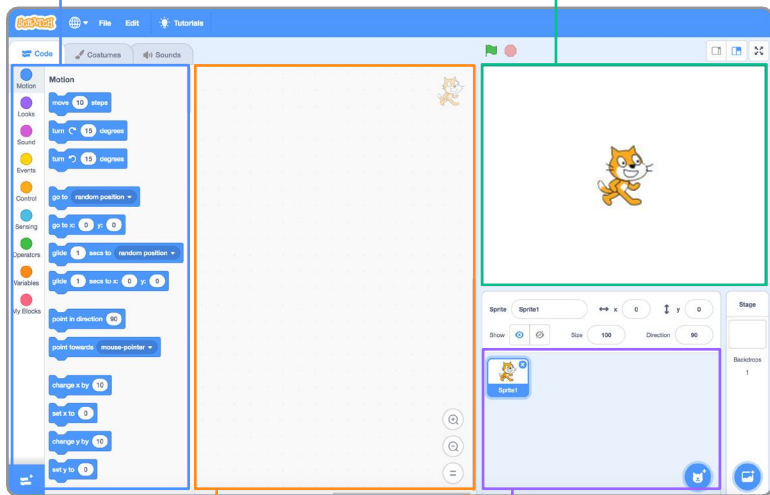 SCRATCH File Edit Tutorials
Code Costumes Sounds
Motion
Looks
Sound
Events
Control
Sensing
Operators
Variables
My Blocks
Motion
move 10 steps
turn 15 degrees
turn 15 degrees
go to random position
go to x: 0 y: 0
glide 1 secs to random position
glide 1 secs to x: 0 y: 0
point in direction 90
point towards mouse-pointer
change x by 10
set x to 0
change y by 10
set y to 0
Sprite Sprite1 x 0 y 0
Show Size 100 Direction 90
Sprite1
Stage
Backdrops
1